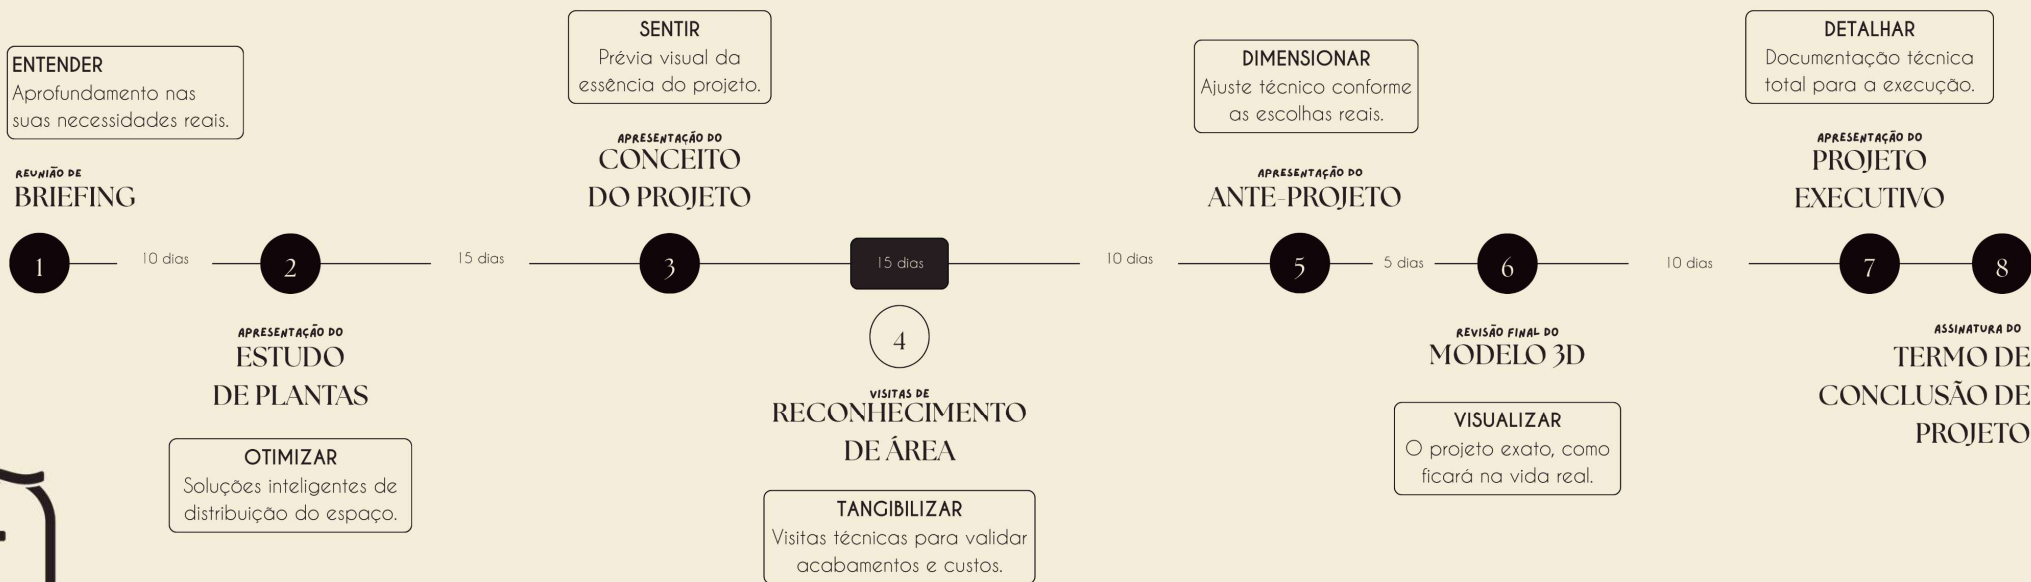 ENTENDER
Aprofundamento nas
suas necessidades reais.
REUNIÃO DE
BRIEFING
1
10 dias
2
APRESENTAÇÃO DO
ESTUDO
DE PLANTAS
OTIMIZAR
Soluções inteligentes de
distribuição do espaço.
15 dias
SENTIR
Prévia visual da
essência do projeto.
APRESENTAÇÃO DO
CONCEITO
DO PROJETO
3
15 dias
4
VISITAS DE
RECONHECIMENTO
DE ÁREA
TANGIBILIZAR
Visitas técnicas para validar
acabamentos e custos.
10 dias
DIMENSIONAR
Ajuste técnico conforme
as escolhas reais.
APRESENTAÇÃO DO
ANTE-PROJETO
5
5 dias
6
REVISÃO FINAL DO
MODELO 3D
VISUALIZAR
O projeto exato, como
ficará na vida real.
10 dias
DETALHAR
Documentação técnica
total para a execução.
APRESENTAÇÃO DO
PROJETO
EXECUTIVO
7
8
ASSINATURA DO
TERMO DE
CONCLUSÃO DE
PROJETO